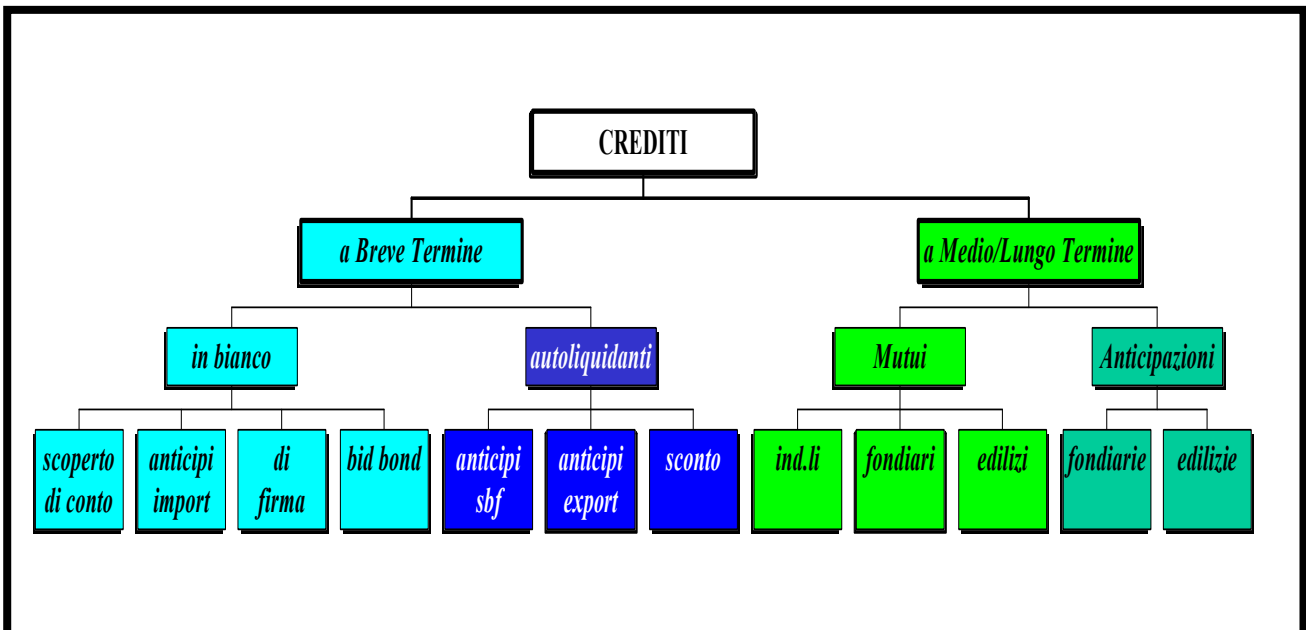 CREDITI
a Breve Termine
a Medio/Lungo Termine
in bianco
autoliquidanti
Mutui
Anticipazioni
scoperto
di conto
anticipi
import
di
firma
bid bond
anticipi
sbf
anticipi
export
sconto
ind.li
fondiari
edilizi
fondiarie
edilizie